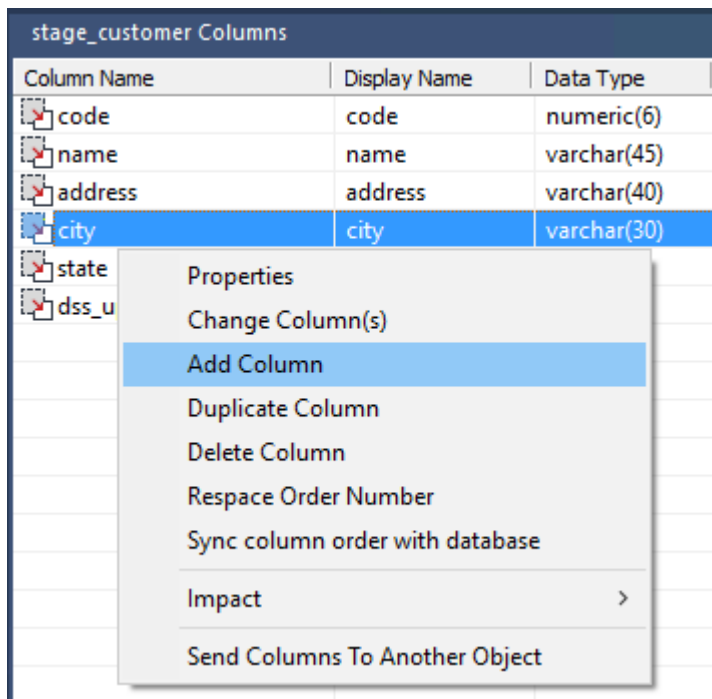 stage_customer Columns
Column Name Display Name Data Type
code code numeric(6)
name name varchar(45)
address address varchar(40)
city city varchar(30)
state
dss_u
Properties
Change Column(s)
Add Column
Duplicate Column
Delete Column
Respace Order Number
Sync column order with database
Impact
Send Columns To Another Object